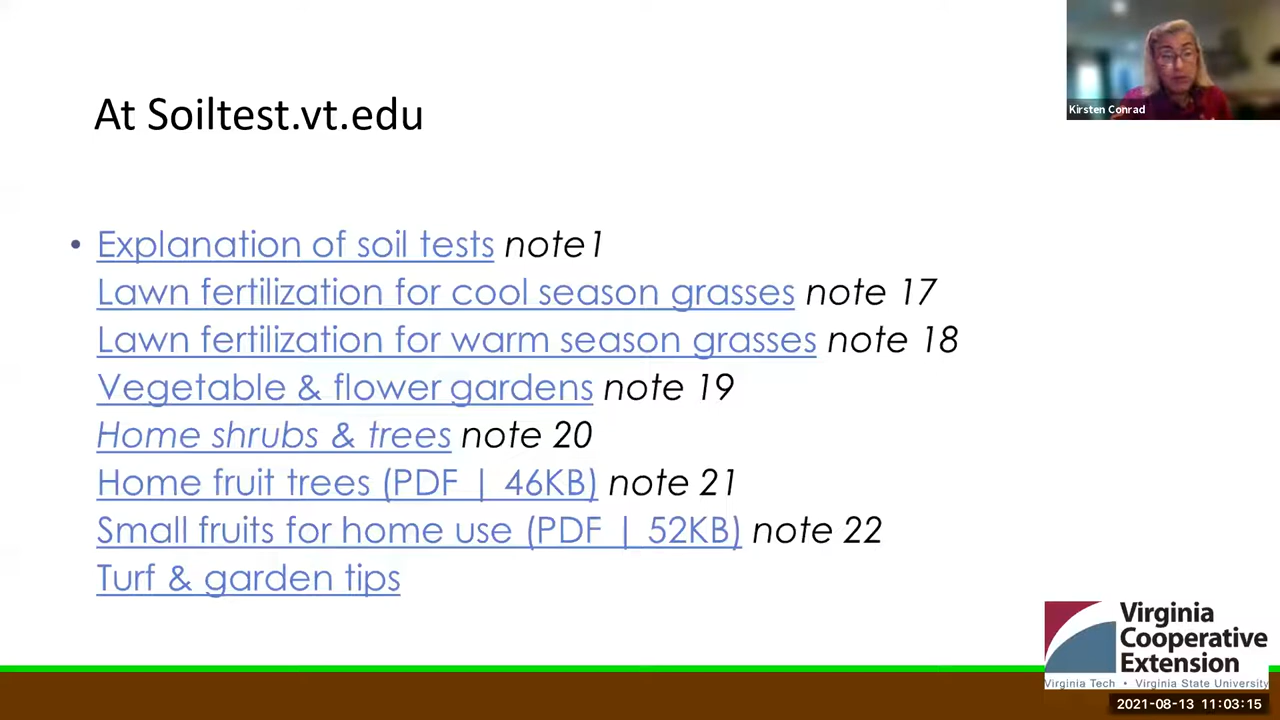 At Soiltest.vt.edu
Kirsten Conrad
• Explanation of soil tests note1
Lawn fertilization for cool season grasses note 17
Lawn fertilization for warm season grasses note 18
Vegetable & flower gardens note 19
Home shrubs & trees note 20
Home fruit trees (PDF | 46KB) note 21
Small fruits for home use (PDF | 52KB) note 22
Turf & garden tips
Virginia
Cooperative
Extension
Virginia Tech • Virginia State University
2021-08-13 11:03:15